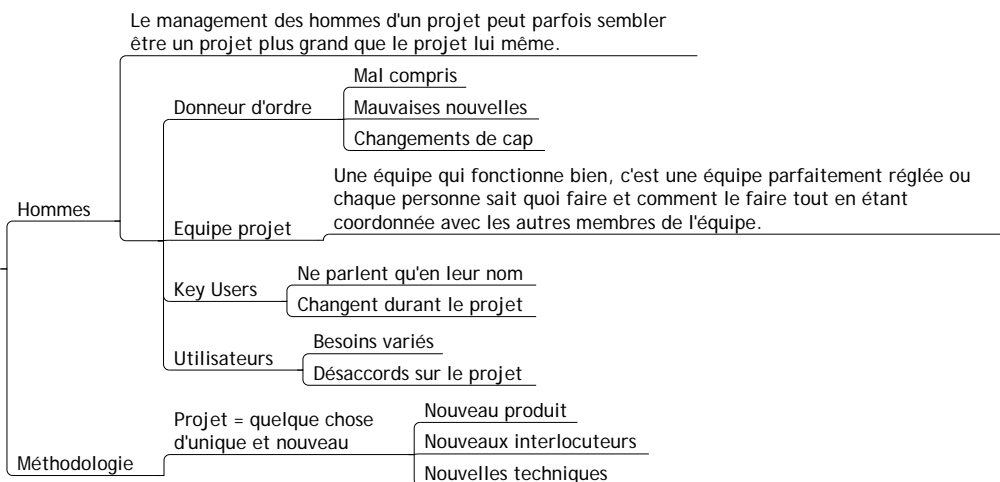 Le management des hommes d'un projet peut parfois sembler
être un projet plus grand que le projet lui même.
Hommes
Donneur d'ordre
Mal compris
Mauvaises nouvelles
Changements de cap
Equipe projet
Une équipe qui fonctionne bien, c'est une équipe parfaitement réglée ou
chaque personne sait quoi faire et comment le faire tout en étant
coordonnée avec les autres membres de l'équipe.
Key Users
Ne parlent qu'en leur nom
Changent durant le projet
Utilisateurs
Besoins variés
Désaccords sur le projet
Méthodologie
Projet = quelque chose
d'unique et nouveau
Nouveau produit
Nouveaux interlocuteurs
Nouvelles techniques